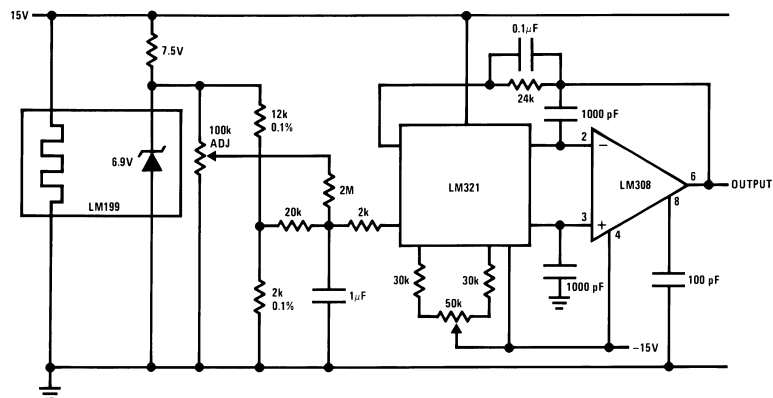 15V
7.5V
0.1μF
24k
1000 pF
12k
0.1%
100k
ADJ
6.9V
LM199
2M
20k
2k
LM321
2
3
6
8
4
LM308
OUTPUT
2k
0.1%
1μF
30k
30k
50k
1000 pF
100 pF
−15V